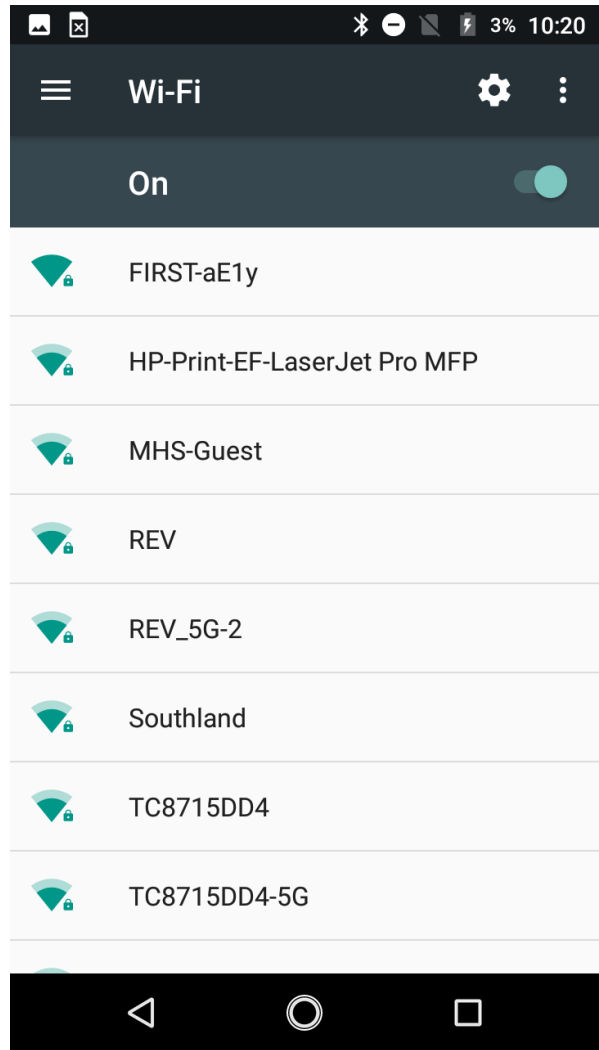 3% 10:20
Wi-Fi
On
FIRST-aE1y
HP-Print-EF-LaserJet Pro MFP
MHS-Guest
REV
REV_5G-2
Southland
TC8715DD4
TC8715DD4-5G